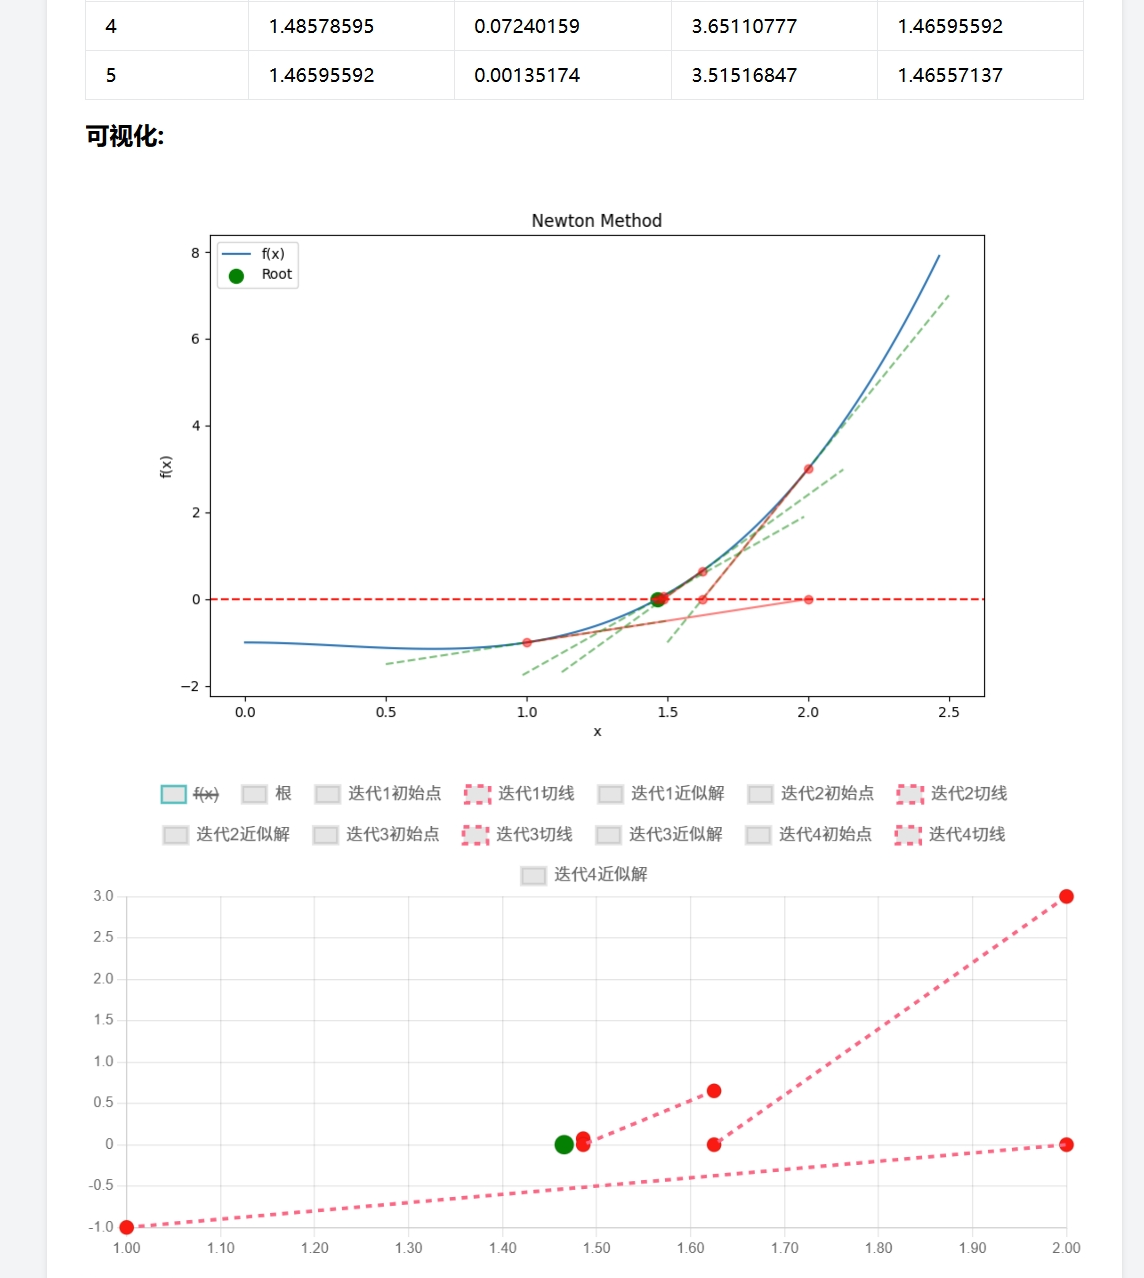 4 1.48578595 0.07240159 3.65110777 1.46595592
5 1.46595592 0.00135174 3.51516847 1.46557137
可视化:
Newton Method
f(x)
Root
8
6
4
2
0
−2
f(x)
0.0 0.5 1.0 1.5 2.0 2.5
x
f(x) 根 迭代1初始点 迭代1切线 迭代1近似解 迭代2初始点 迭代2切线
迭代2近似解 迭代3初始点 迭代3切线 迭代3近似解 迭代4初始点 迭代4切线
迭代4近似解
3.0
2.5
2.0
1.5
1.0
0.5
0
-0.5
-1.0
1.00 1.10 1.20 1.30 1.40 1.50 1.60 1.70 1.80 1.90 2.00